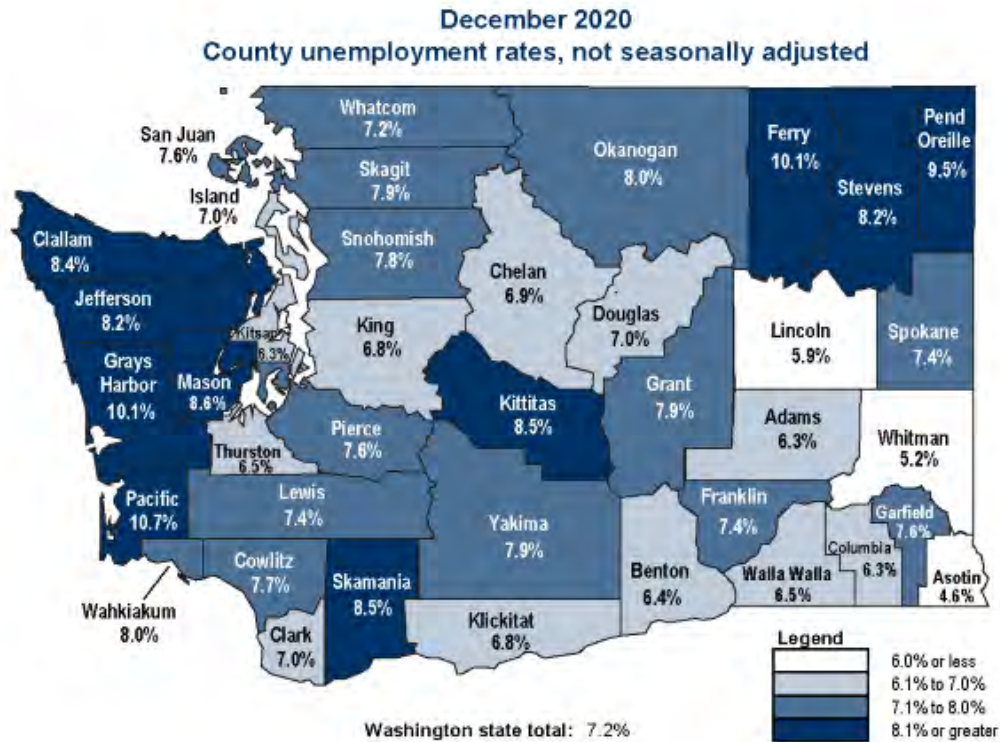 December 2020
County unemployment rates, not seasonally adjusted
Whatcom
7.2%
San Juan
7.6%
Island
7.0%
Skagit
7.9%
Snohomish
7.8%
Okanogan
8.0%
Ferry
10.1%
Stevens
8.2%
Pend
Oreille
9.5%
Clallam
8.4%
Jefferson
8.2%
Grays
Harbor
10.1%
Mason
8.6%
Kitsap
6.3%
King
6.8%
Chelan
6.9%
Douglas
7.0%
Lincoln
5.9%
Spokane
7.4%
Kittitas
8.5%
Grant
7.9%
Adams
6.3%
Whitman
5.2%
Pierce
7.6%
Thurston
6.5%
Pacific
10.7%
Lewis
7.4%
Yakima
7.9%
Franklin
7.4%
Garfield
7.6%
Columbia
6.3%
Walla Walla
6.5%
Benton
6.4%
Asotin
4.6%
Wahkiakum
8.0%
Cowlitz
7.7%
Skamania
8.5%
Clark
7.0%
Klickitat
6.8%
Legend
6.0% or less
6.1% to 7.0%
7.1% to 8.0%
8.1% or greater
Washington state total: 7.2%